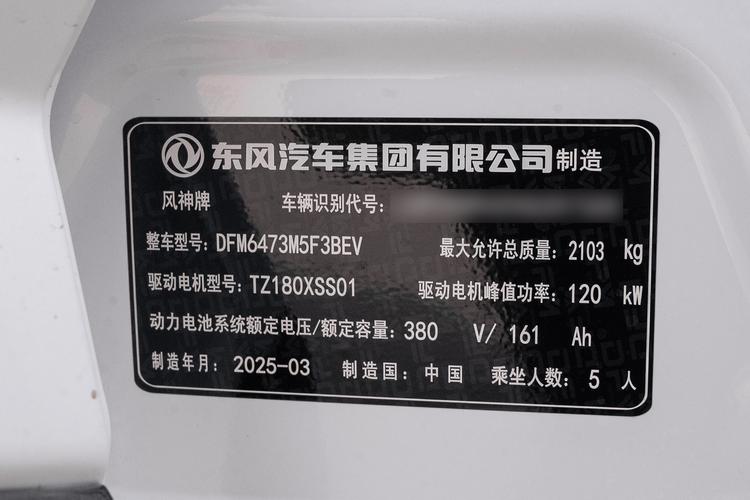 东风汽车集团有限公司制造
风神牌 车辆识别代号:
整车型号: DFM6473M5F3BEV 最大允许总质量: 2103 kg
驱动电机型号: TZ180XSS01 驱动电机峰值功率: 120 kW
动力电池系统额定电压/额定容量: 380 V/ 161 Ah
制造年月: 2025-03 制造国: 中国 乘坐人数: 5 人